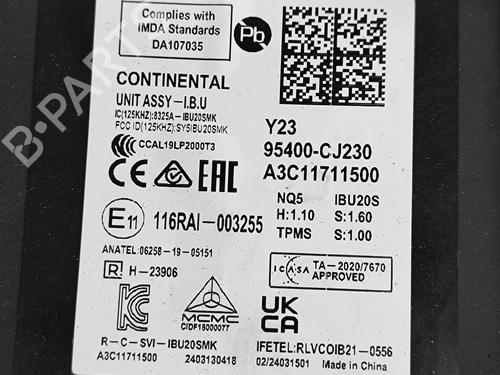 Complies with
IMDA Standards
DA107035
Pb
CONTINENTAL
UNIT ASSY-I.B.U
IC(125KHZ):8325A-IBU20SMK
FCC ID(125KHz):SY5IBU20SMK
CCAL19LP2000T3
Y23
95400-CJ230
A3C11711500
CE
EAC
NQ5 IBU20S
H:1.10 S:1.60
TPMS S:1.00
E11 116RAI-003255
ANATEL:06258-19-05151
R H-23906
ICASA TA-2020/7670
APPROVED
MCMC
CIDF18000077
UK
CA
R-C-SVI-IBU20SMK
IFETEL:RLVCOIB21-0556
A3C11711500 2403130418 02/24031501 Made in China
B-Parts